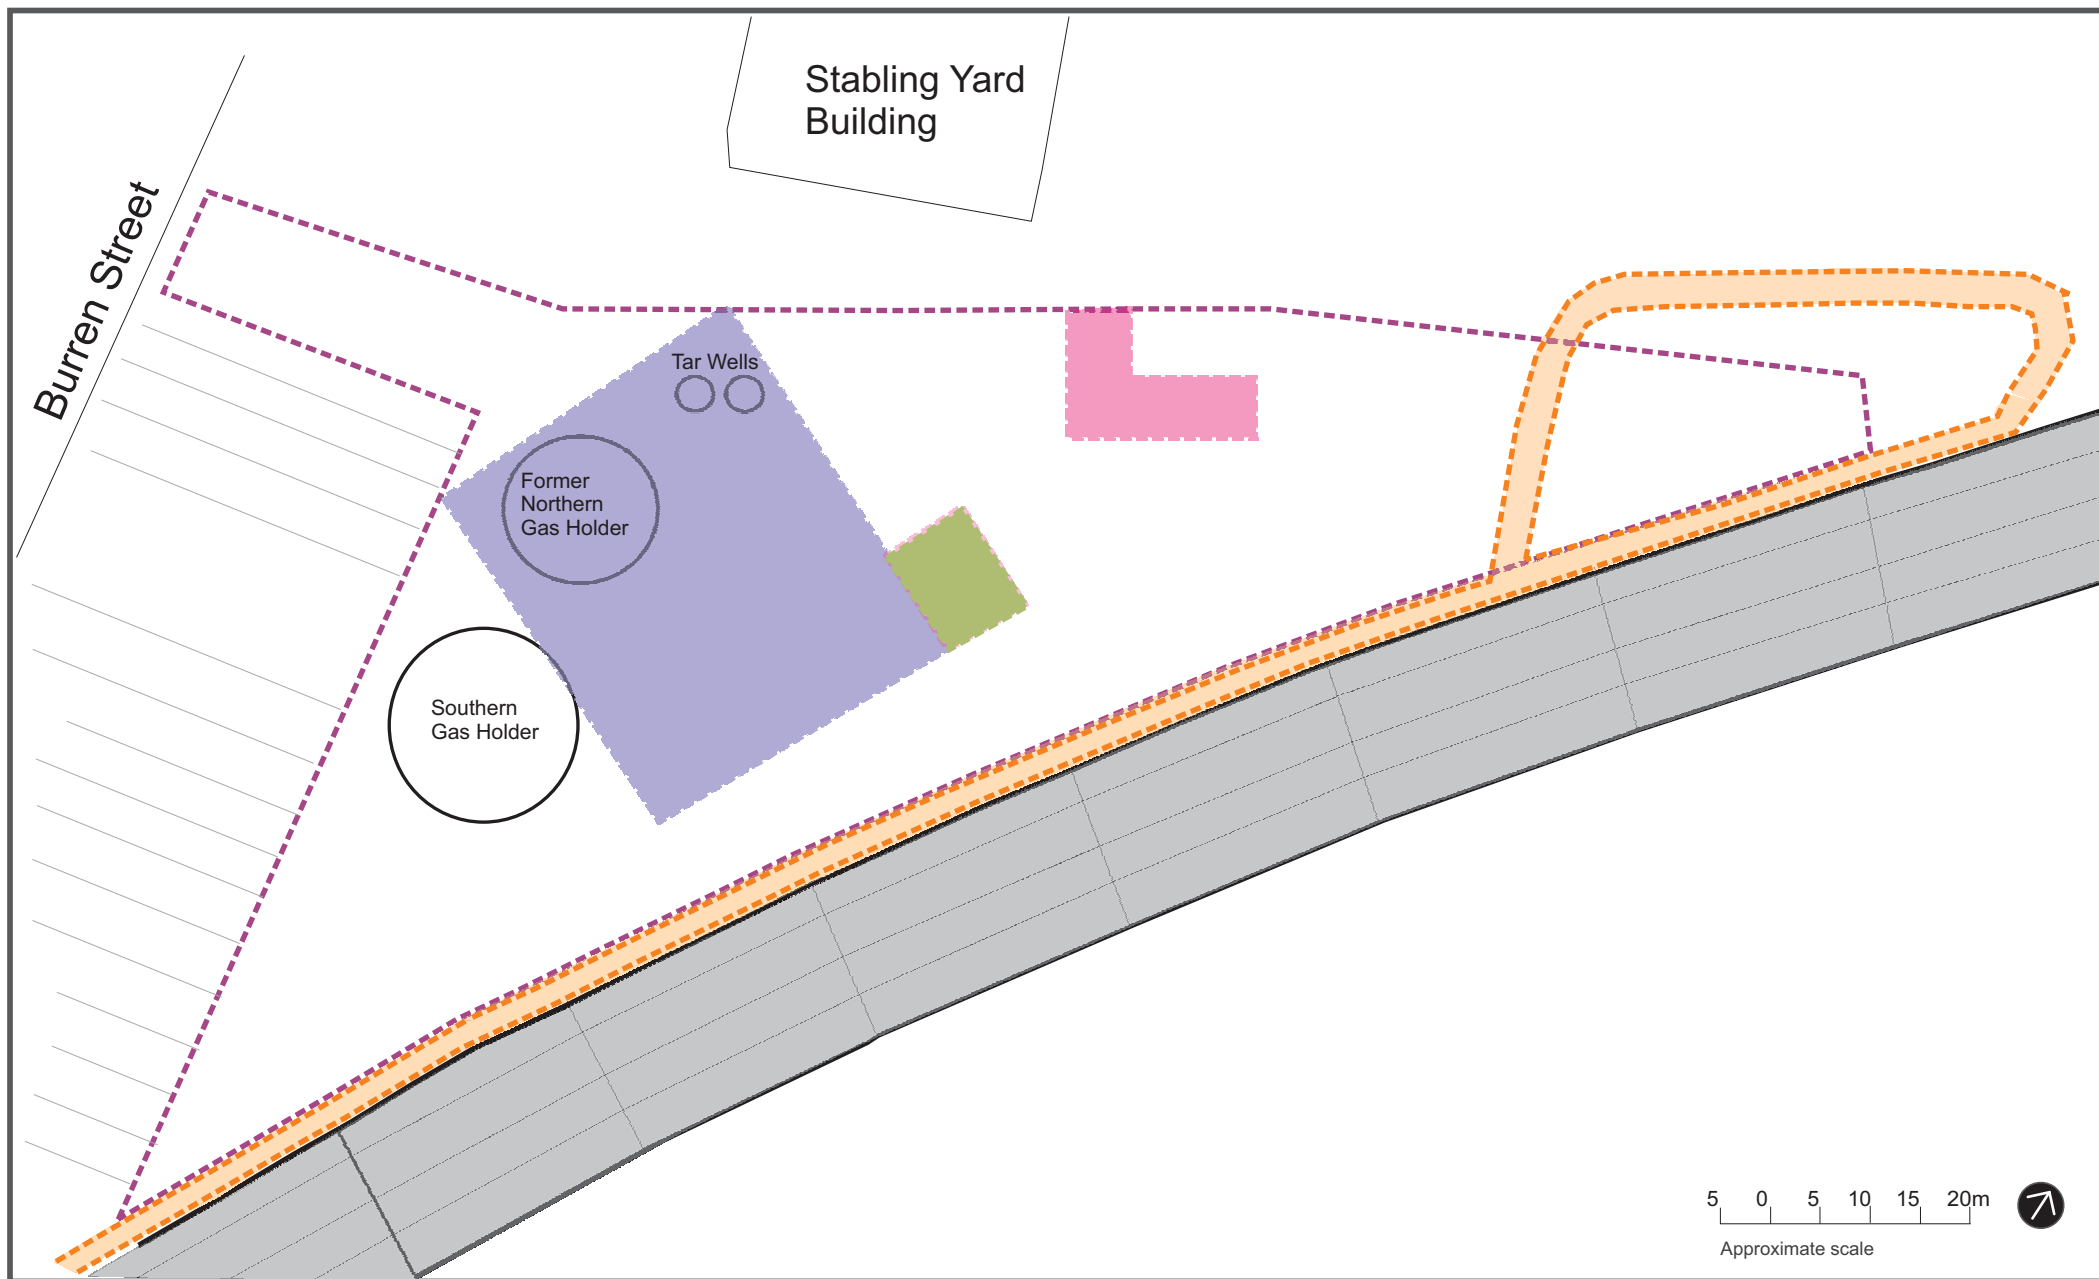 Stabling Yard
Building
Burren Street
Tar Wells
Former
Northern
Gas Holder
Southern
Gas Holder
5 0 5 10 15 20m
Approximate scale